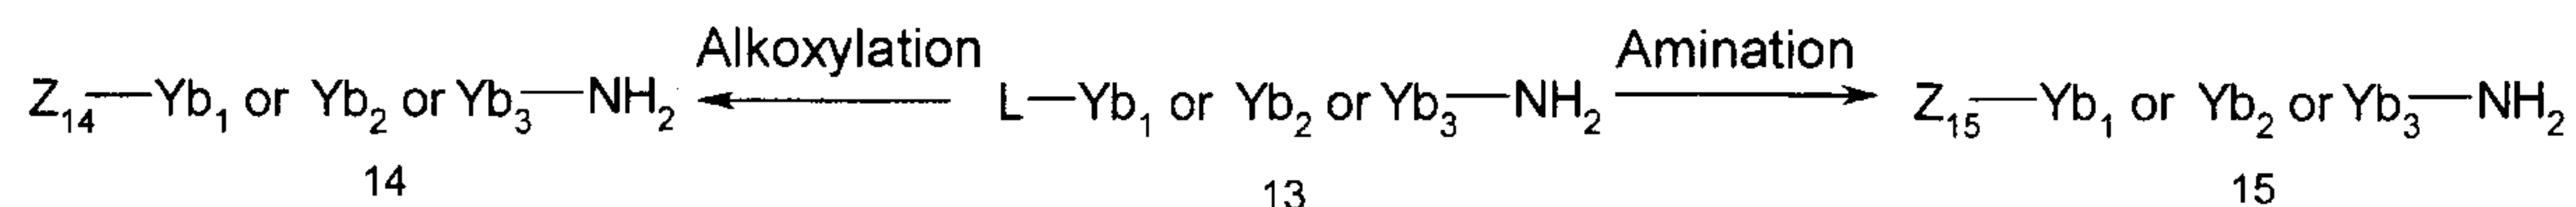 Alkoxylation Amination
Z14—Yb1 or Yb2 or Yb3—NH2 L—Yb1 or Yb2 or Yb3—NH2 Z15—Yb1 or Yb2 or Yb3—NH2
14 13 15